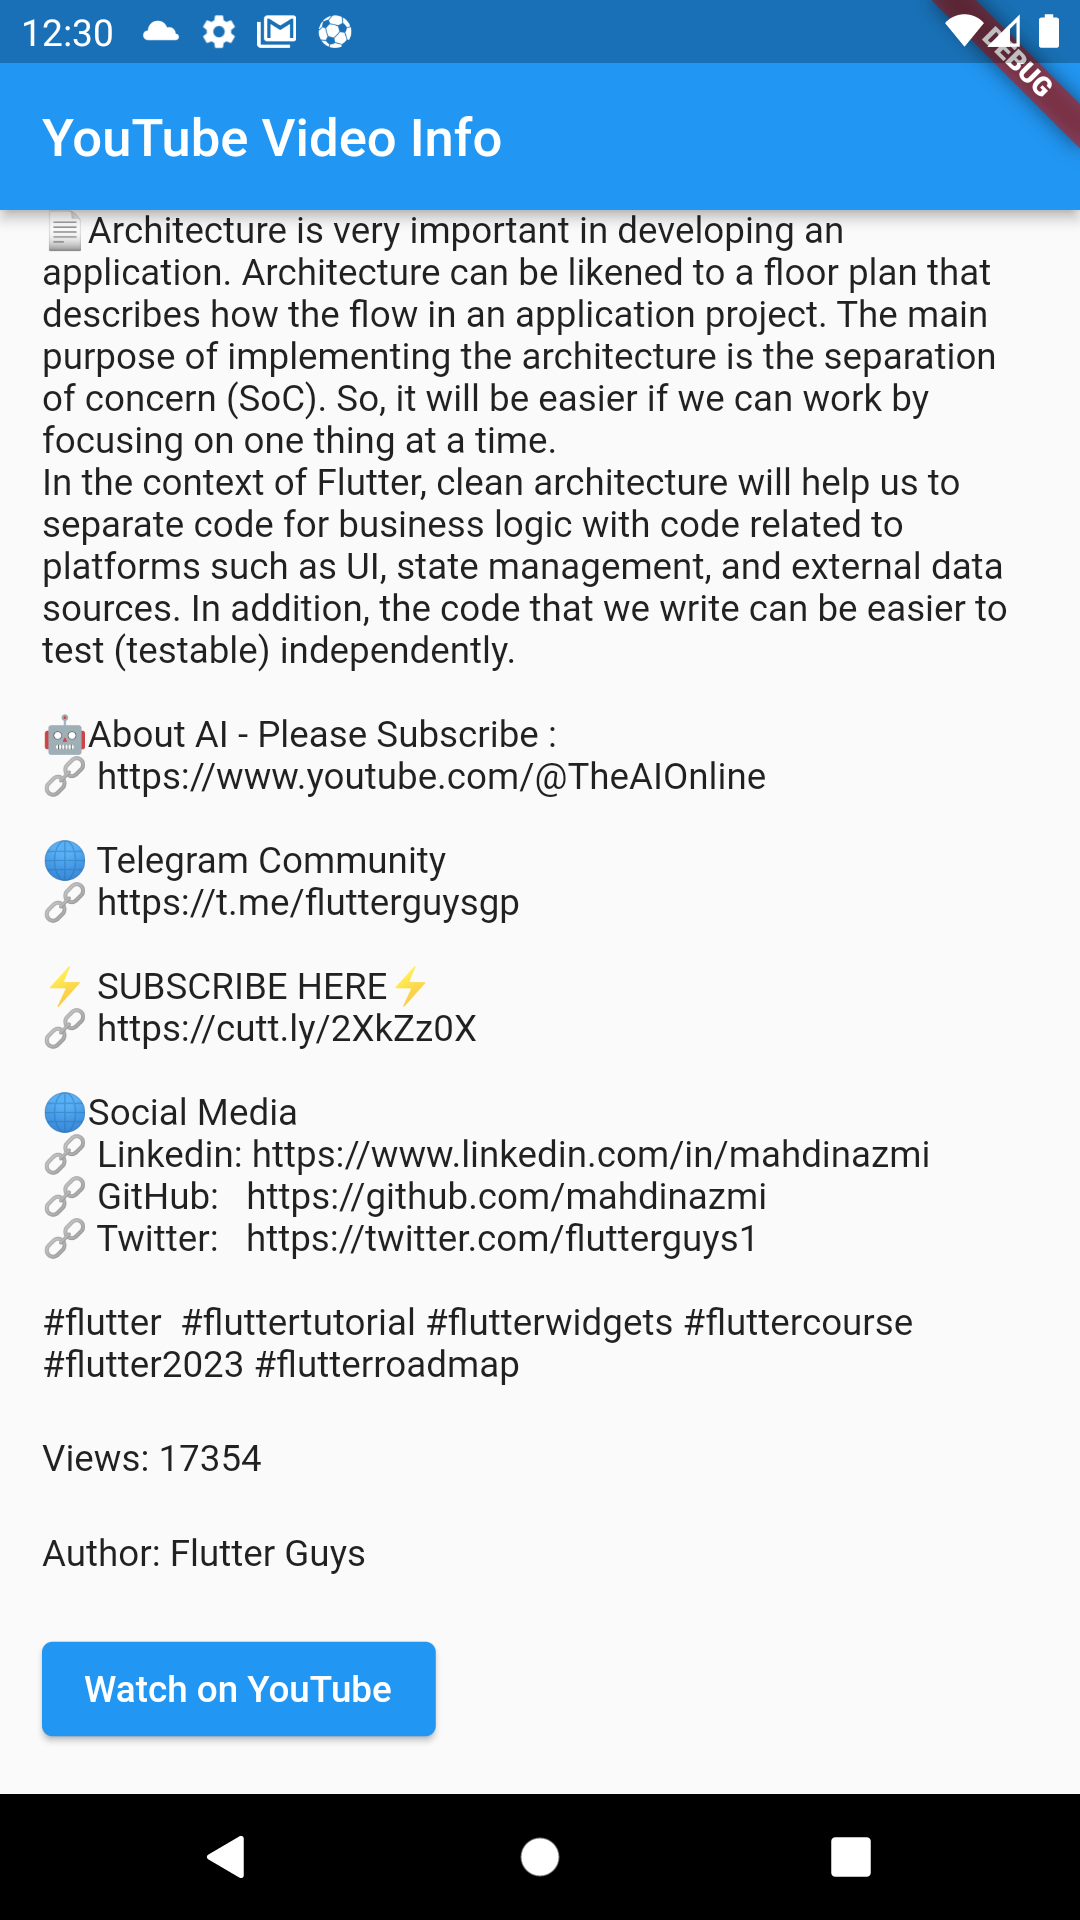 12:30
DEBUG
YouTube Video Info
📄Architecture is very important in developing an
application. Architecture can be likened to a floor plan that
describes how the flow in an application project. The main
purpose of implementing the architecture is the separation
of concern (SoC). So, it will be easier if we can work by
focusing on one thing at a time.
In the context of Flutter, clean architecture will help us to
separate code for business logic with code related to
platforms such as UI, state management, and external data
sources. In addition, the code that we write can be easier to
test (testable) independently.
🤖About AI - Please Subscribe :
🔗 https://www.youtube.com/@TheAIOnline
🌐 Telegram Community
🔗 https://t.me/flutterguysgp
⚡ SUBSCRIBE HERE⚡
🔗 https://cutt.ly/2XkZz0X
🌐Social Media
🔗 Linkedin: https://www.linkedin.com/in/mahdinazmi
🔗 GitHub:   https://github.com/mahdinazmi
🔗 Twitter:   https://twitter.com/flutterguys1
#flutter  #fluttertutorial #flutterwidgets #fluttercourse
#flutter2023 #flutterroadmap
Views: 17354
Author: Flutter Guys
Watch on YouTube